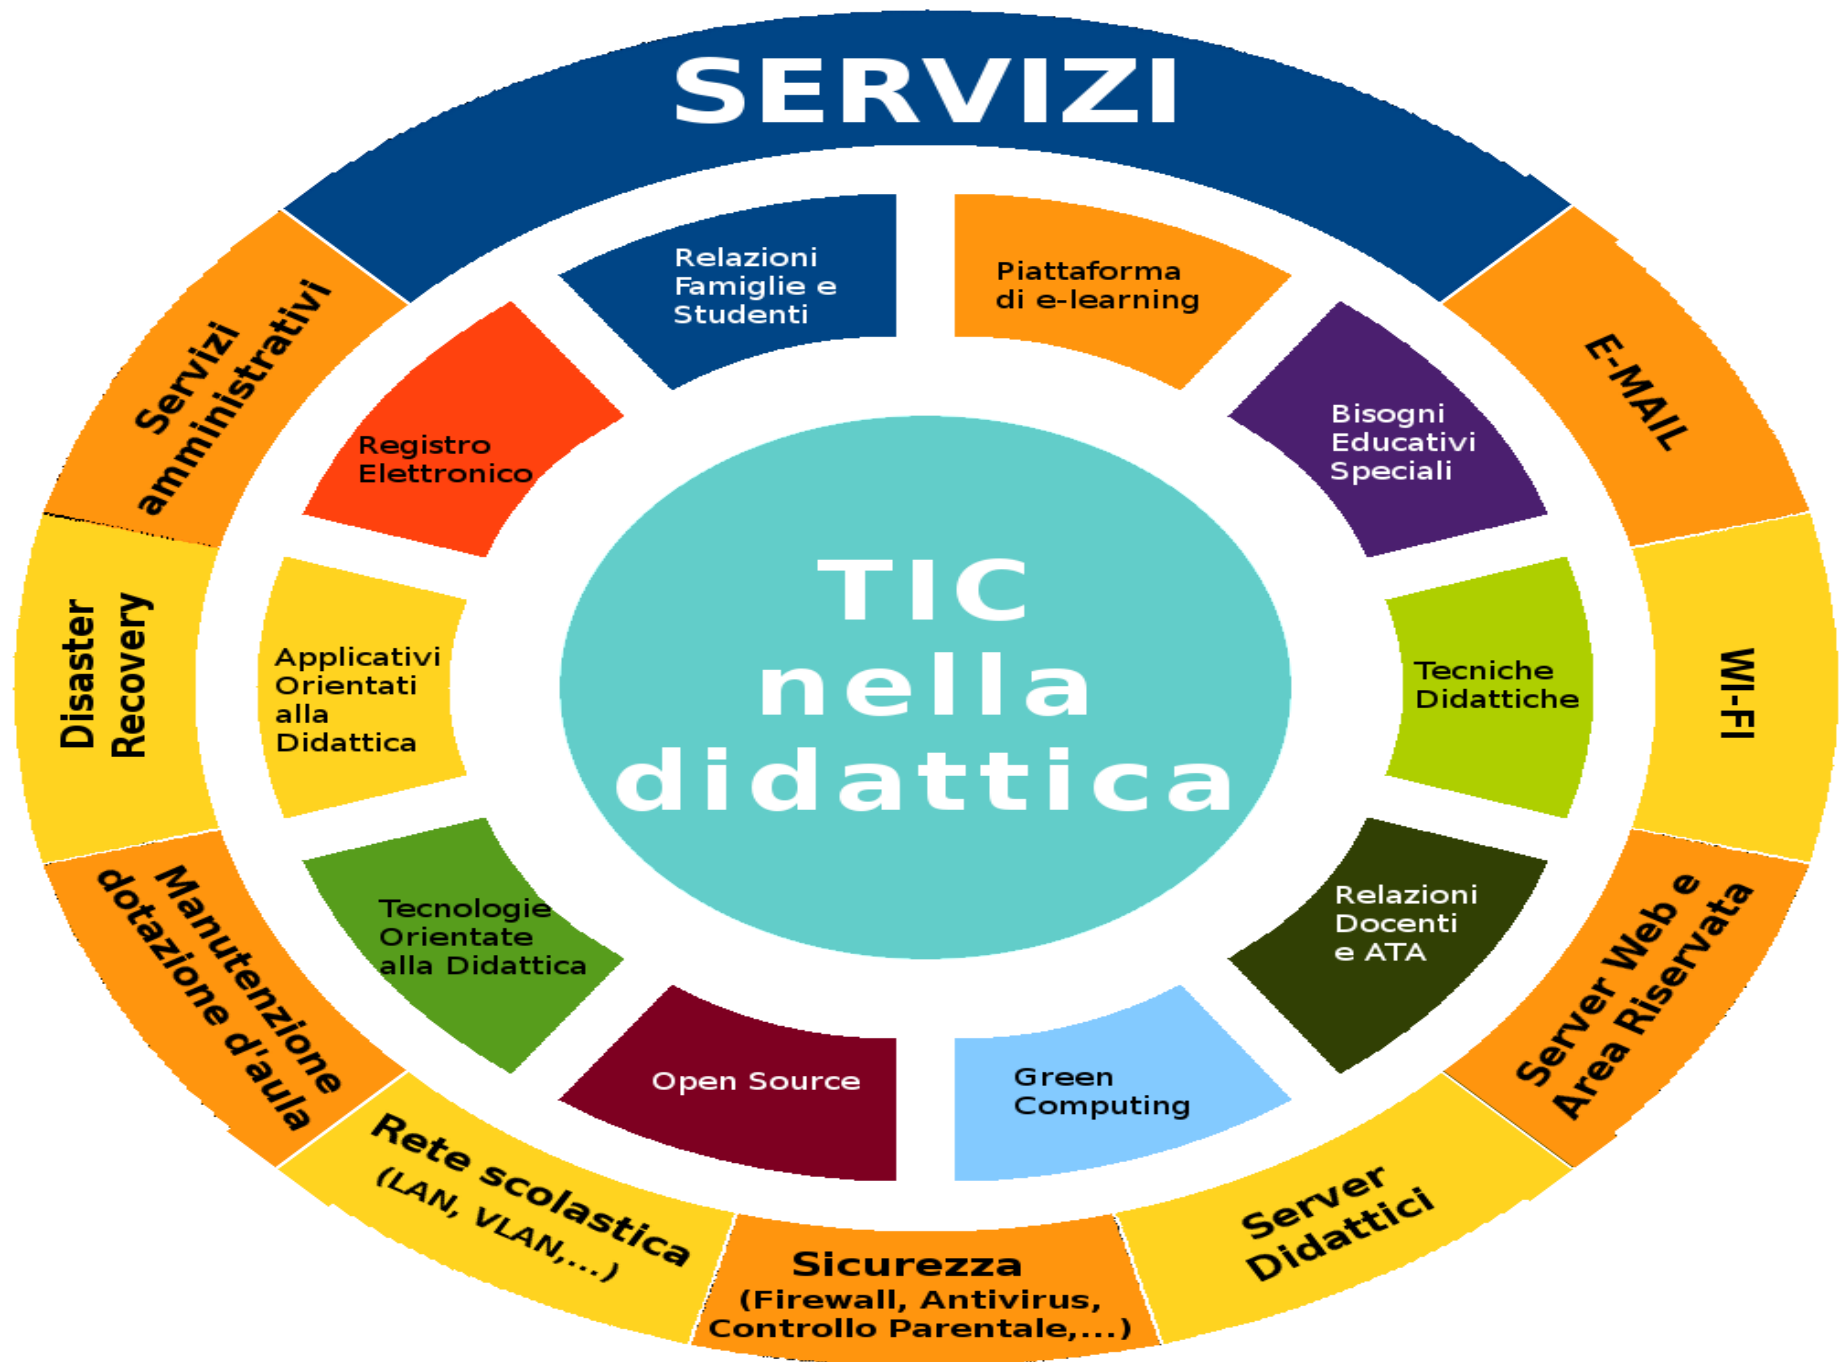 SERVIZI
E-MAIL
WI-FI
Server Web e
Area Riservata
Server
Didattici
Sicurezza
(Firewall, Antivirus,
Controllo Parentale,...)
Rete scolastica
(LAN, VLAN,...)
Manutenzione
dotazione d'aula
Disaster
Recovery
Servizi
amministrativi
Relazioni
Famiglie e
Studenti
Piattaforma
di e-learning
Bisogni
Educativi
Speciali
Tecniche
Didattiche
Relazioni
Docenti
e ATA
Green
Computing
Open Source
Tecnologie
Orientate
alla Didattica
Applicativi
Orientati
alla
Didattica
Registro
Elettronico
TIC
nella
didattica